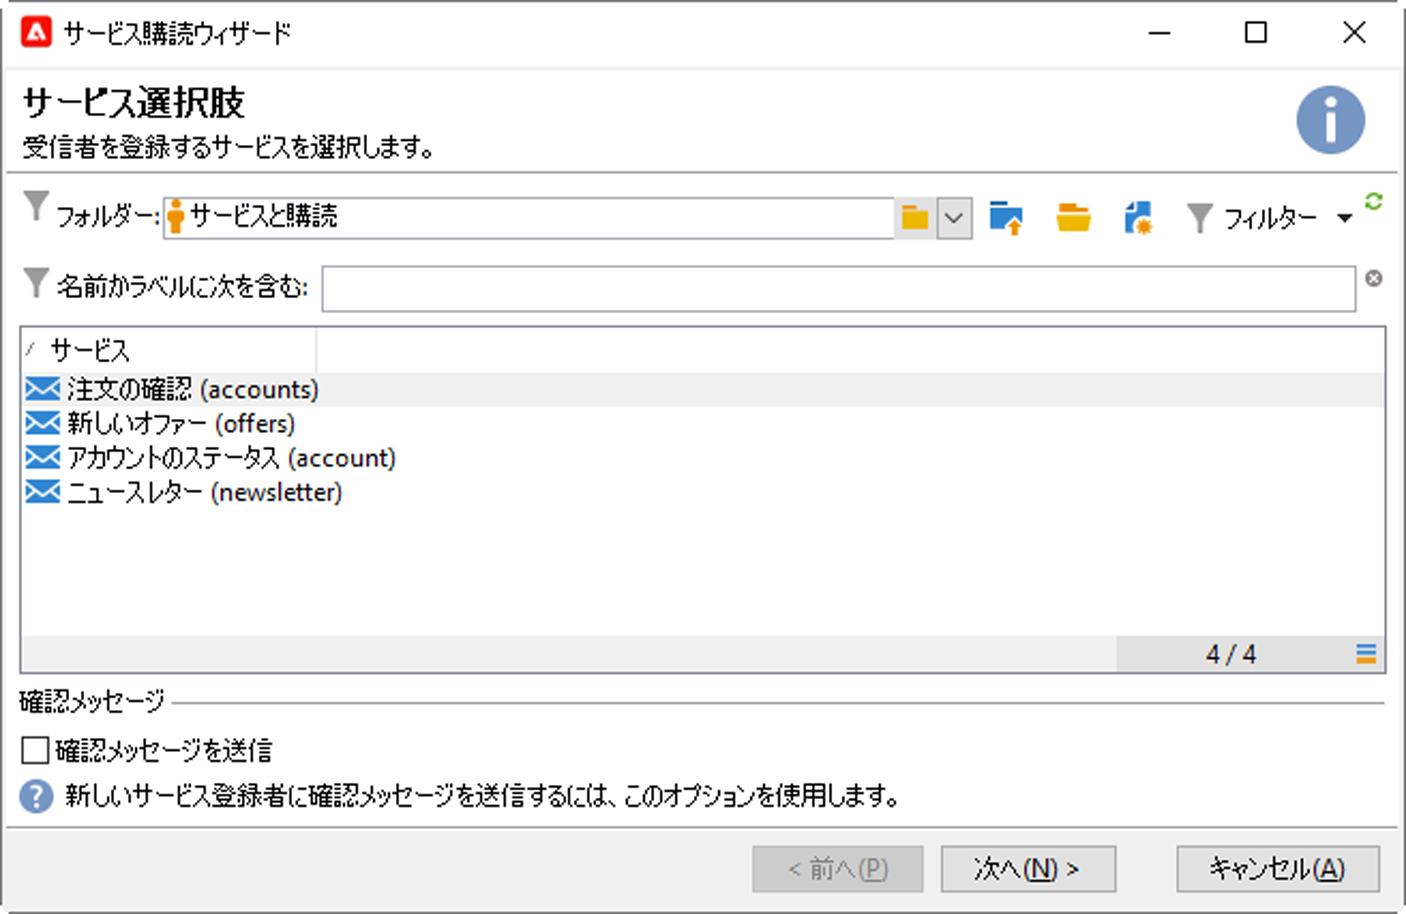 サービス購読ウィザード
サービス選択肢
受信者を登録するサービスを選択します。
フォルダー: サービスと購読 フィルター
名前かラベルに次を含む:
サービス
注文の確認 (accounts)
新しいオファー (offers)
アカウントのステータス (account)
ニュースレター (newsletter)
4 / 4
確認メッセージ
確認メッセージを送信
新しいサービス登録者に確認メッセージを送信するには、このオプションを使用します。
< 前へ(P) 次へ(N) > キャンセル(A)